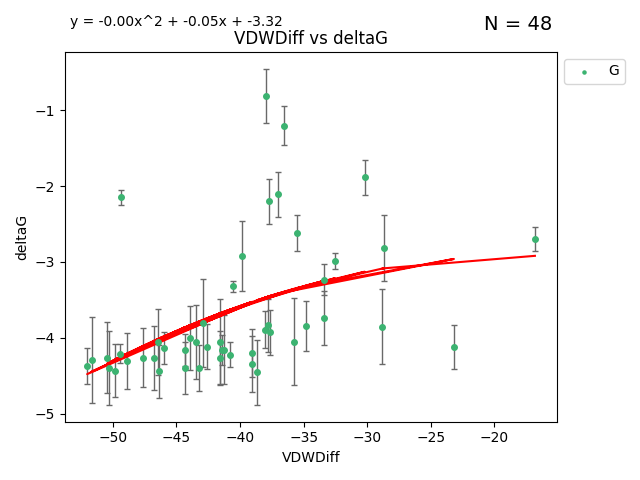 y = -0.00x^2 + -0.05x + -3.32
N = 48
VDWDiff vs deltaG
G
deltaG
−1
−2
−3
−4
−5
−50
−45
−40
−35
−30
−25
−20
VDWDiff